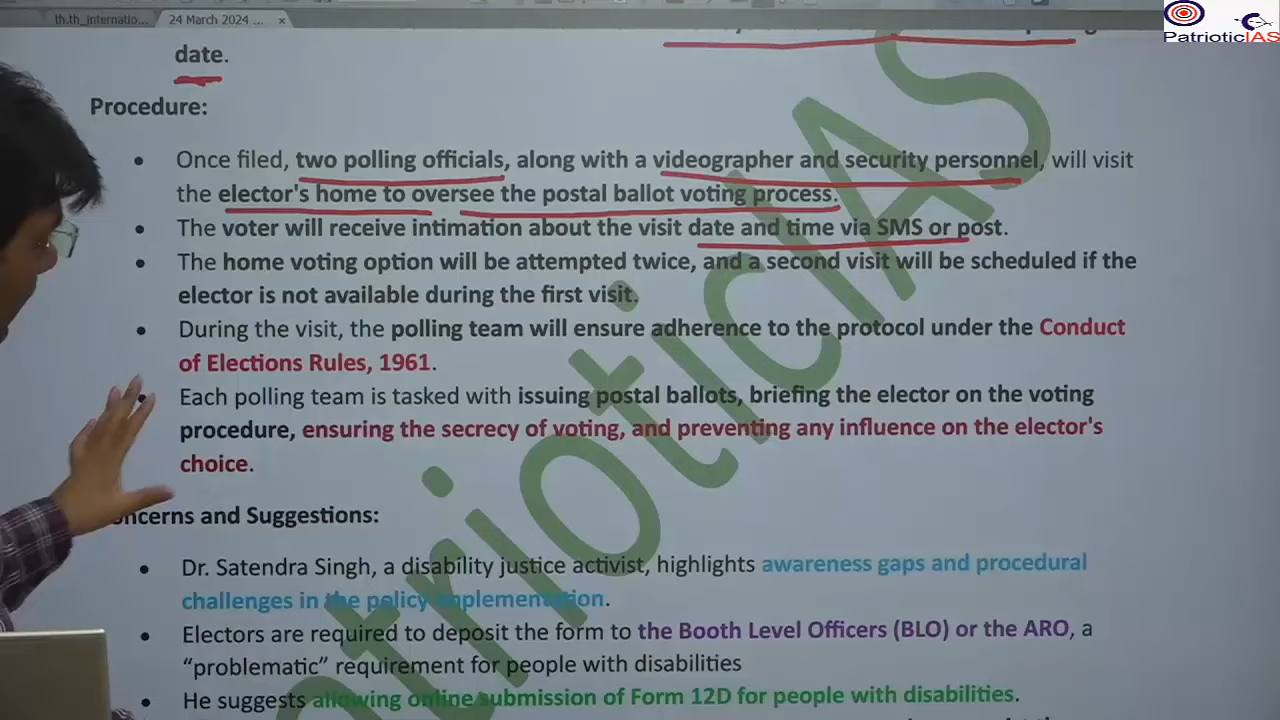 th.th_internatio...
24 March 2024 ...
PatrioticIAS
date.
Procedure:
Once filed, two polling officials, along with a videographer and security personnel, will visit
the elector's home to oversee the postal ballot voting process.
The voter will receive intimation about the visit date and time via SMS or post.
The home voting option will be attempted twice, and a second visit will be scheduled if the
elector is not available during the first visit.
During the visit, the polling team will ensure adherence to the protocol under the Conduct
of Elections Rules, 1961.
Each polling team is tasked with issuing postal ballots, briefing the elector on the voting
procedure, ensuring the secrecy of voting, and preventing any influence on the elector's
choice.
and Suggestions:
Dr. Satendra Singh, a disability justice activist, highlights awareness gaps and procedural
challenges in the policy implementation.
Electors are required to deposit the form to the Booth Level Officers (BLO) or the ARO, a
“problematic” requirement for people with disabilities
He suggests allowing online submission of Form 12D for people with disabilities.